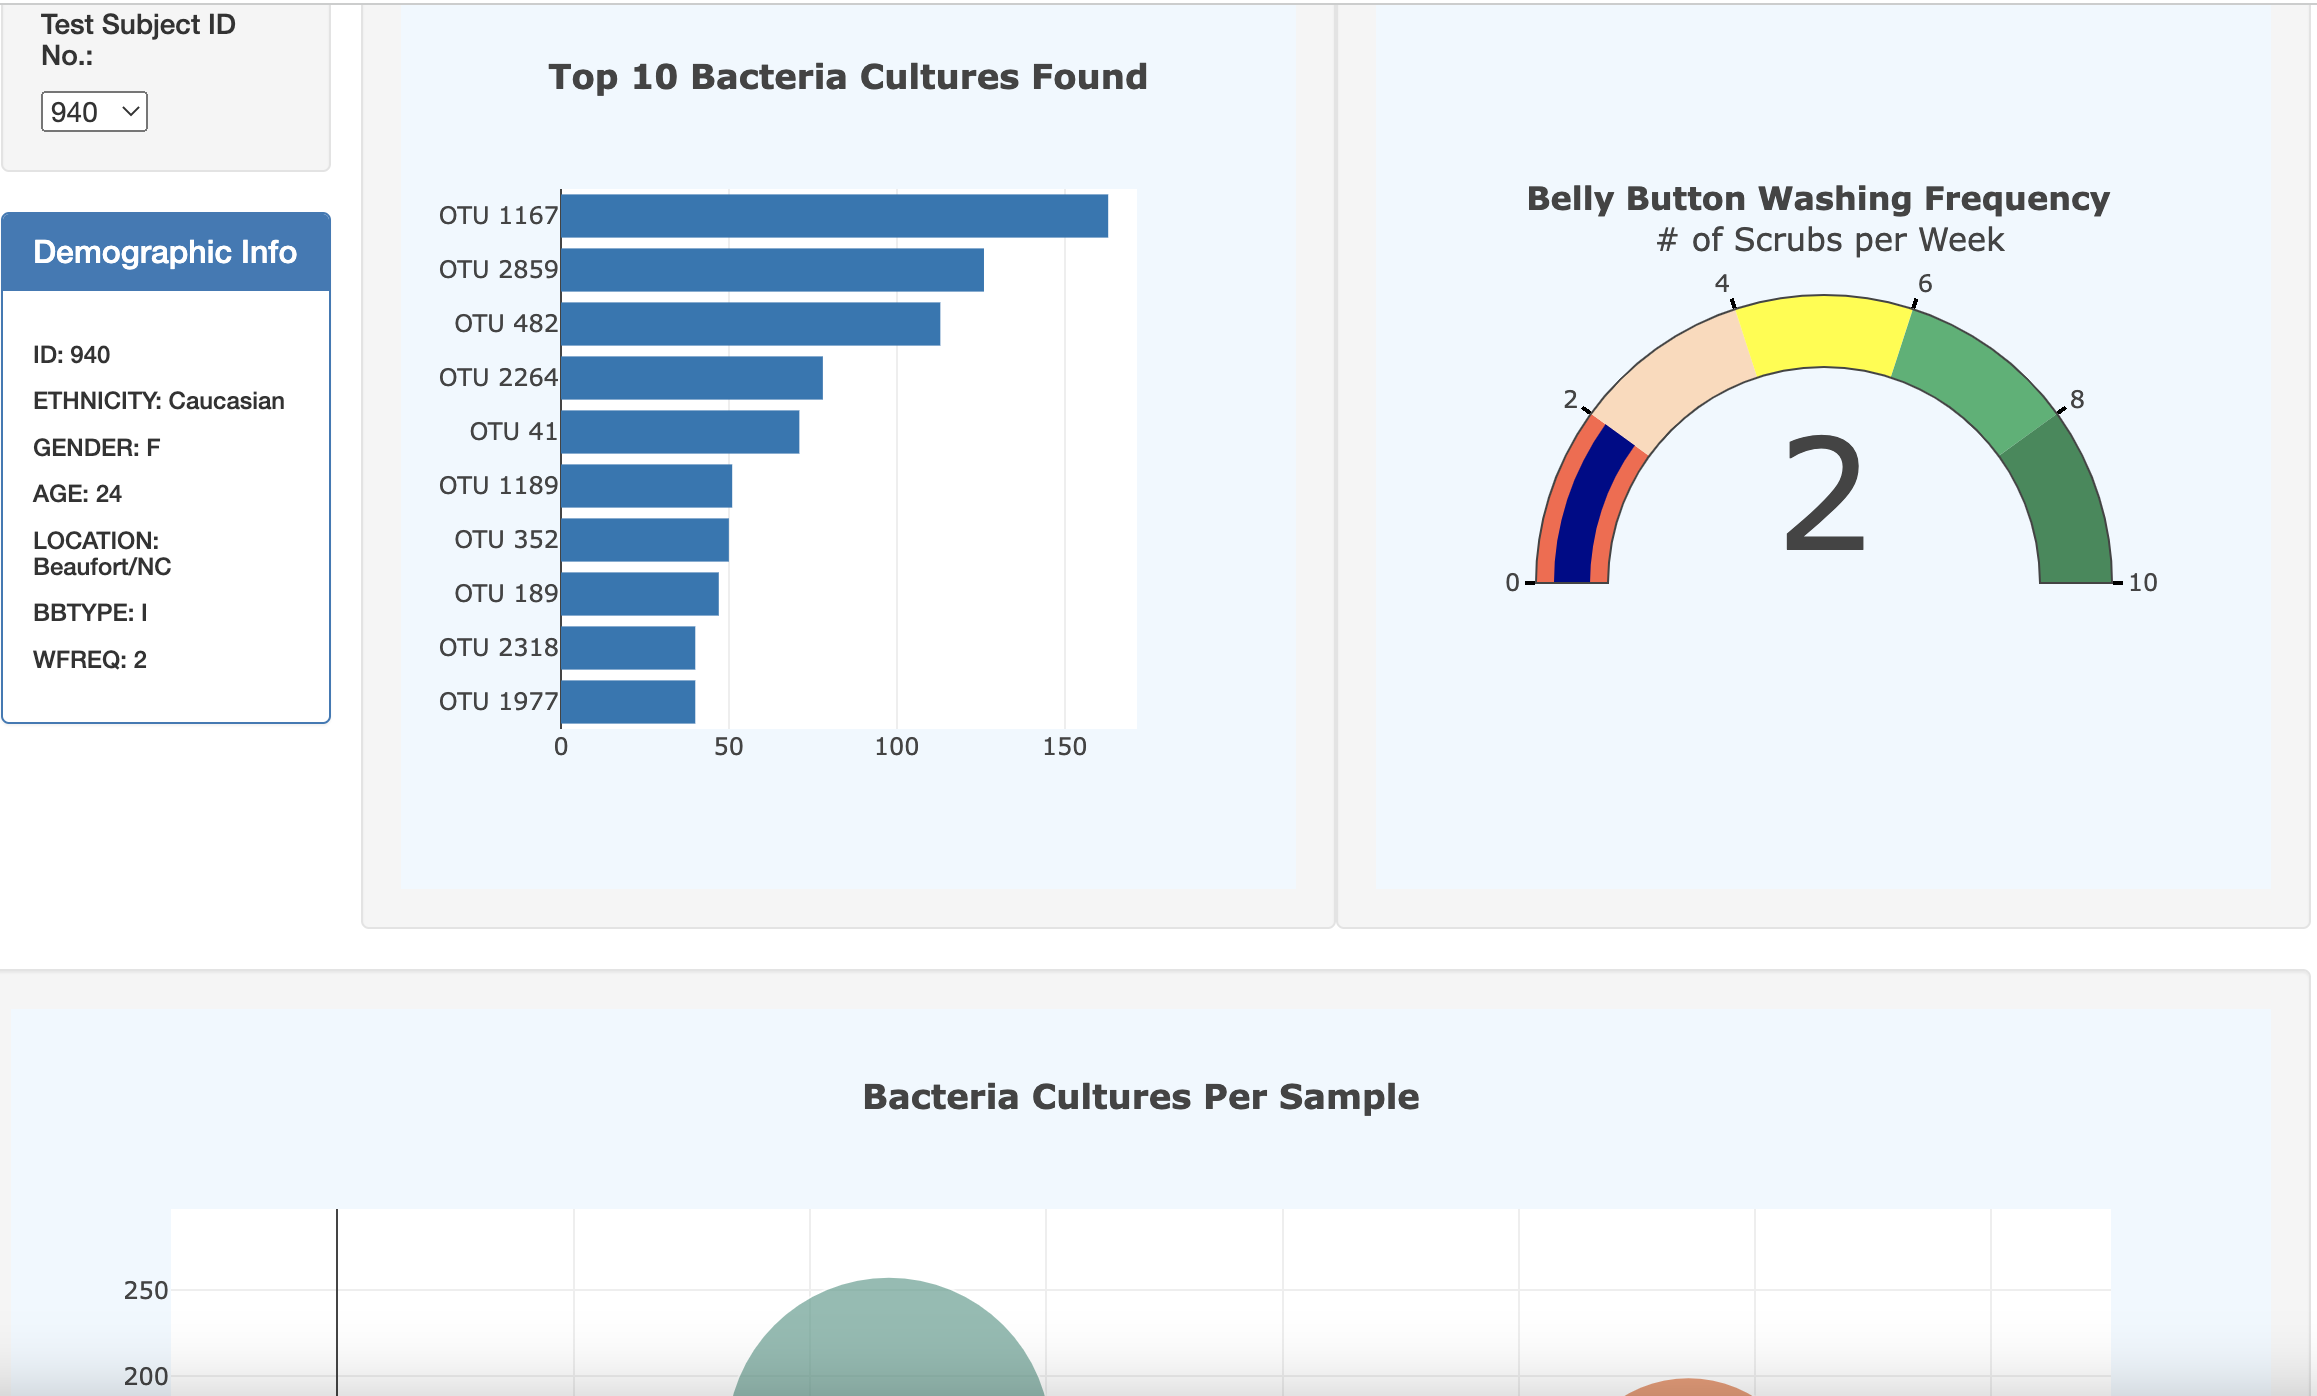 Test Subject ID
No.:
940
Demographic Info
ID: 940
ETHNICITY: Caucasian
GENDER: F
AGE: 24
LOCATION:
Beaufort/NC
BBTYPE: I
WFREQ: 2
Top 10 Bacteria Cultures Found
OTU 1167
OTU 2859
OTU 482
OTU 2264
OTU 41
OTU 1189
OTU 352
OTU 189
OTU 2318
OTU 1977
0 50 100 150
Belly Button Washing Frequency
# of Scrubs per Week
4 6
2 8
2
0 10
Bacteria Cultures Per Sample
250
200